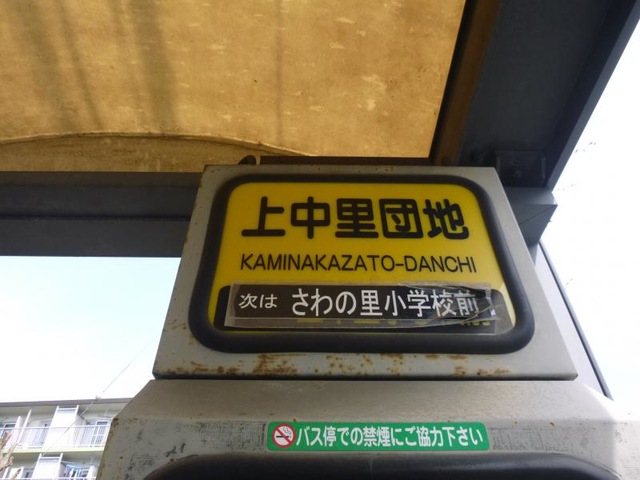 上中里団地
KAMINAKAZATO-DANCHI
次は さわの里小学校前
バス停での禁煙にご協力下さい